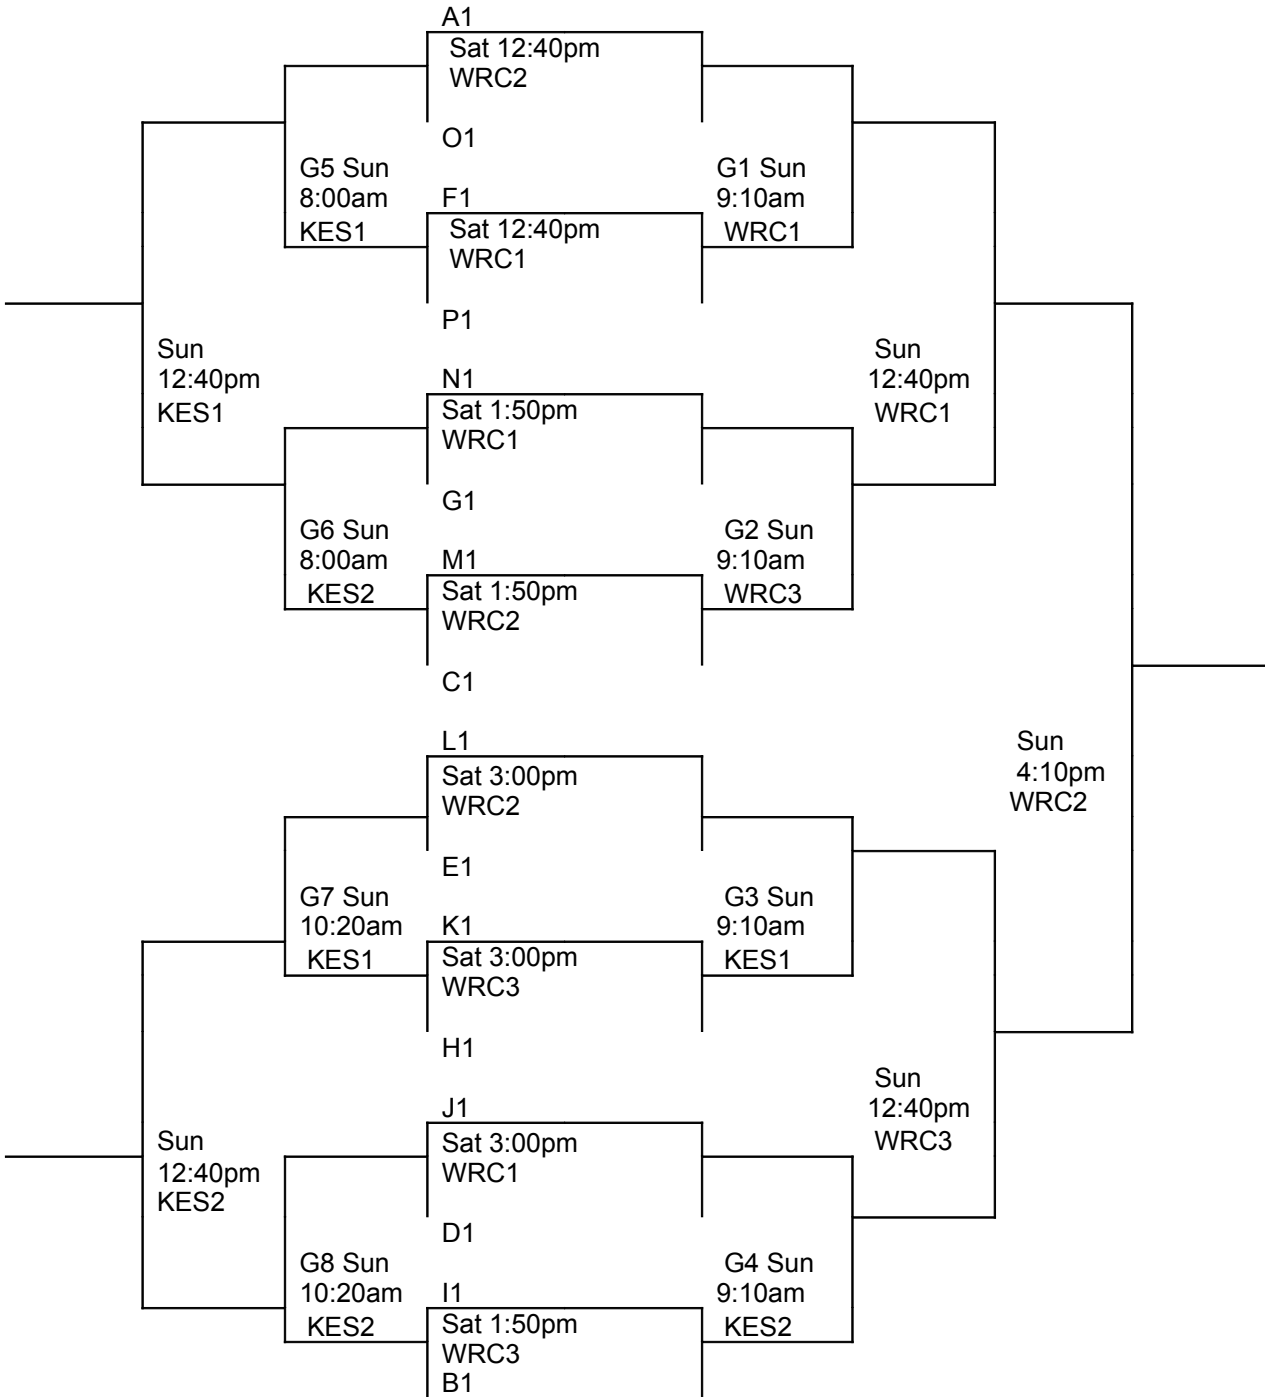 A1
Sat 12:40pm
WRC2
O1
G5 Sun
8:00am
KES1
F1
Sat 12:40pm
WRC1
P1
G1 Sun
9:10am
WRC1
Sun
12:40pm
KES1
N1
Sat 1:50pm
WRC1
G1
Sun
12:40pm
WRC1
G6 Sun
8:00am
KES2
M1
Sat 1:50pm
WRC2
C1
G2 Sun
9:10am
WRC3
L1
Sat 3:00pm
WRC2
E1
Sun
4:10pm
WRC2
G7 Sun
10:20am
KES1
K1
Sat 3:00pm
WRC3
H1
G3 Sun
9:10am
KES1
Sun
12:40pm
KES2
J1
Sat 3:00pm
WRC1
D1
Sun
12:40pm
WRC3
G8 Sun
10:20am
KES2
I1
Sat 1:50pm
WRC3
B1
G4 Sun
9:10am
KES2